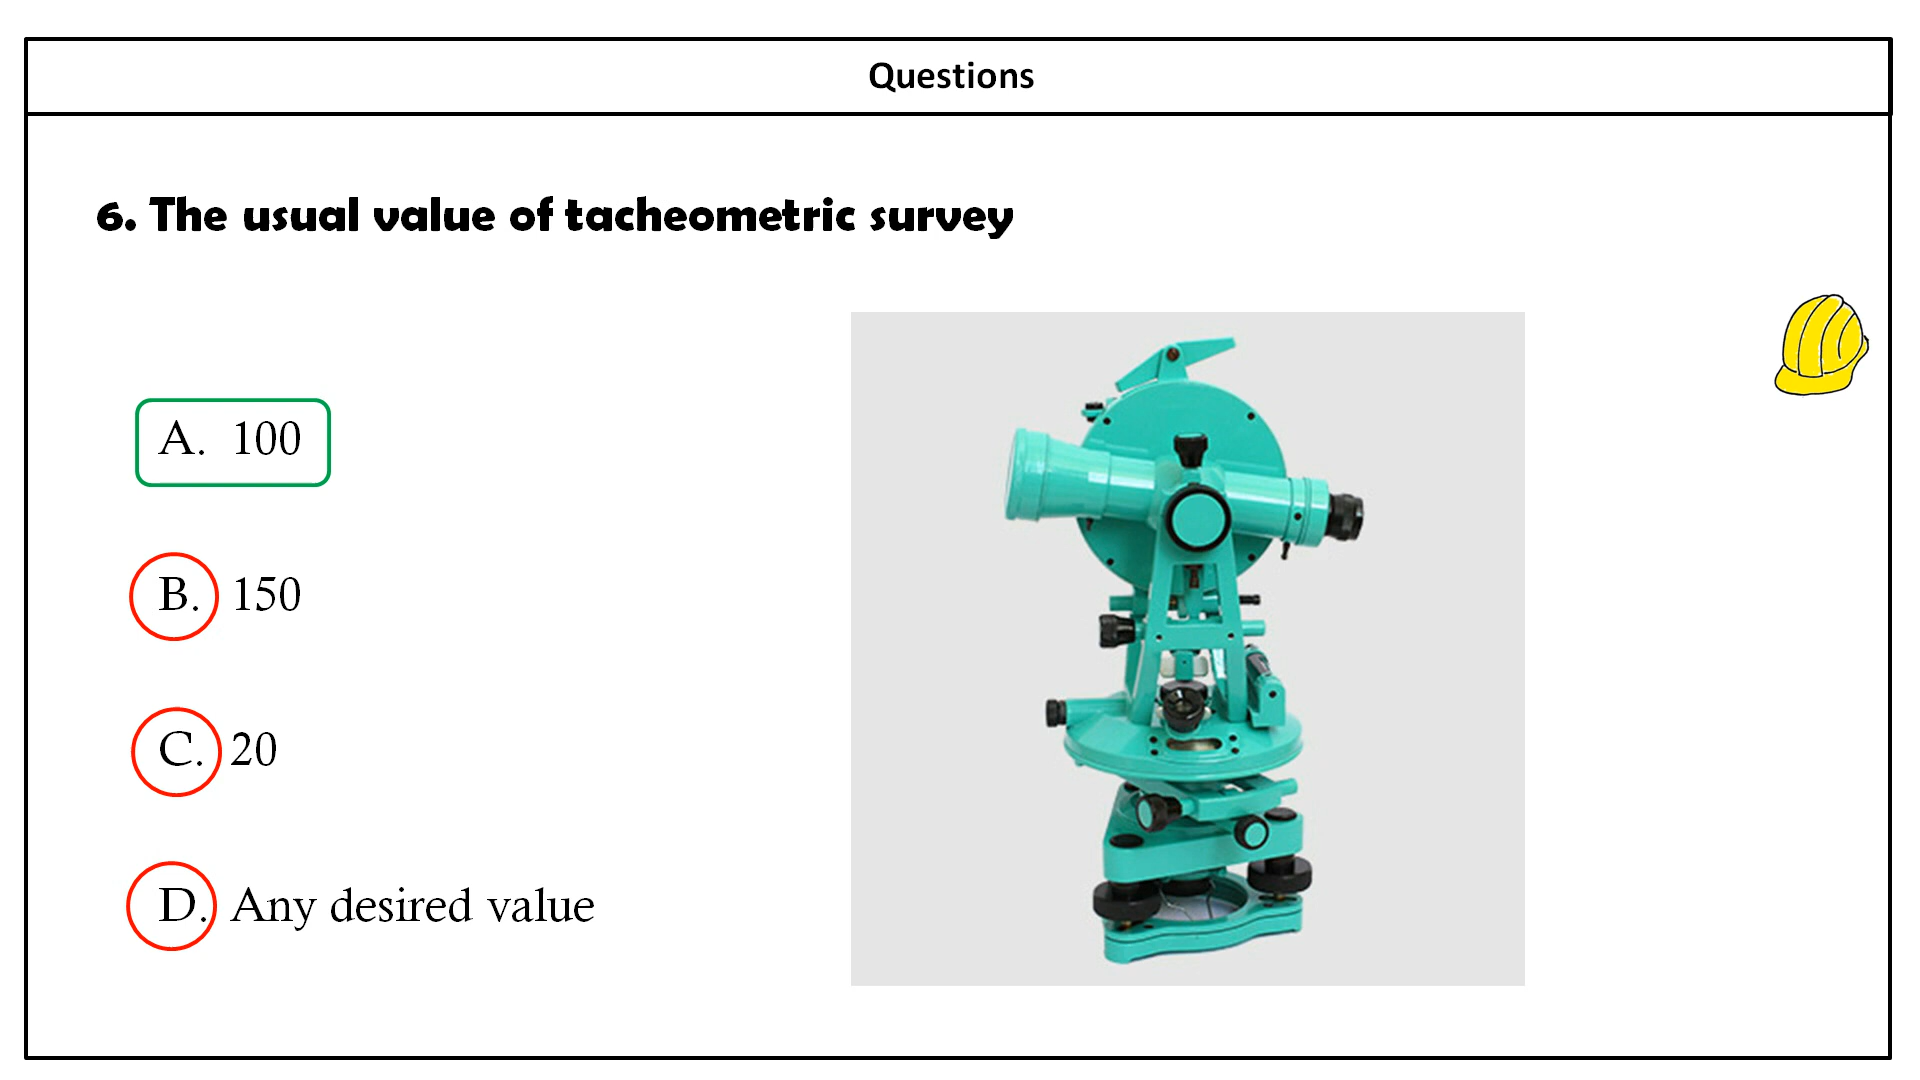 Questions
6. The usual value of tacheometric survey
A. 100
B. 150
C. 20
D. Any desired value